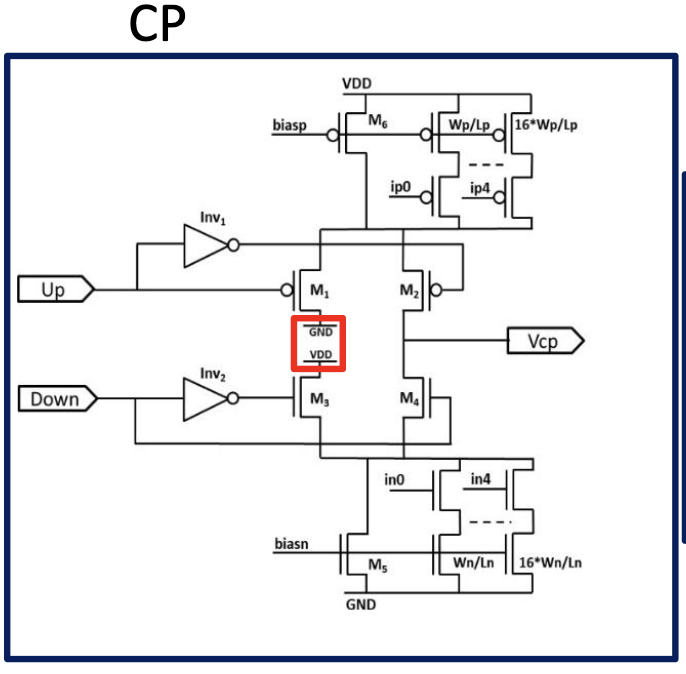 CP
VDD
biasp
M₆
Wp/Lp
16*Wp/Lp
ip0
ip4
Inv₁
Up
M₁
M₂
GND
Vcp
VDD
Inv₂
Down
M₃
M₄
in0
in4
biasn
M₅
Wn/Ln
16*Wn/Ln
GND